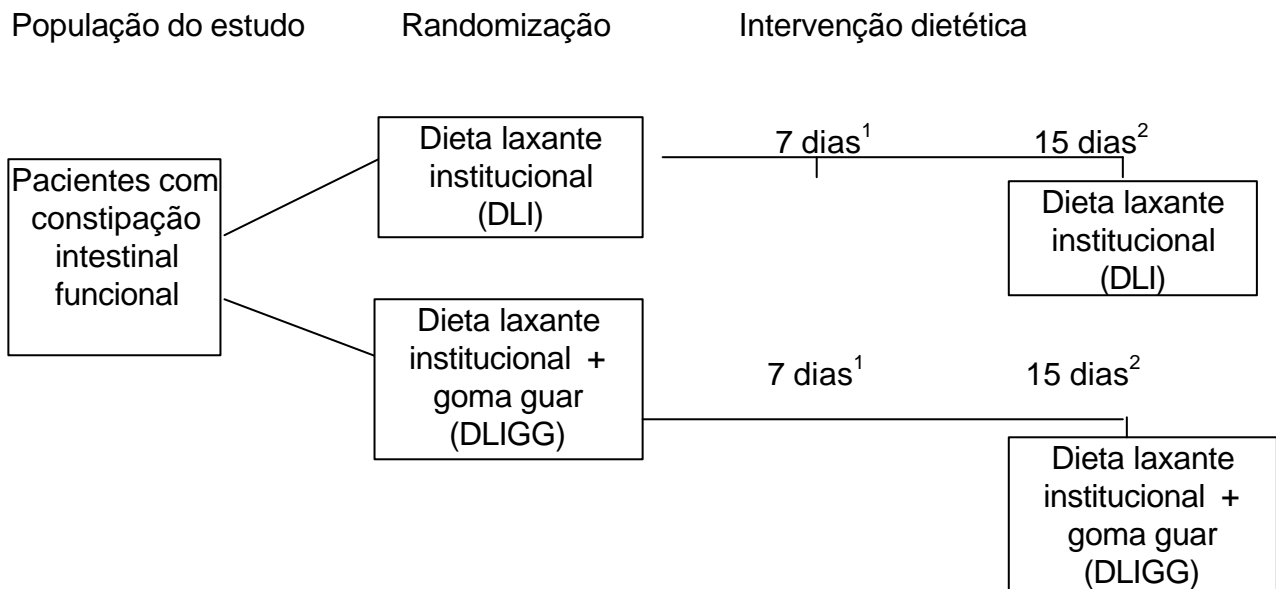 População do estudo
Randomização
Intervenção dietética
Pacientes com
constipação
intestinal
funcional
Dieta laxante
institucional
(DLI)
7 dias¹
15 dias²
Dieta laxante
institucional
(DLI)
Dieta laxante
institucional +
goma guar
(DLIGG)
7 dias¹
15 dias²
Dieta laxante
institucional +
goma guar
(DLIGG)